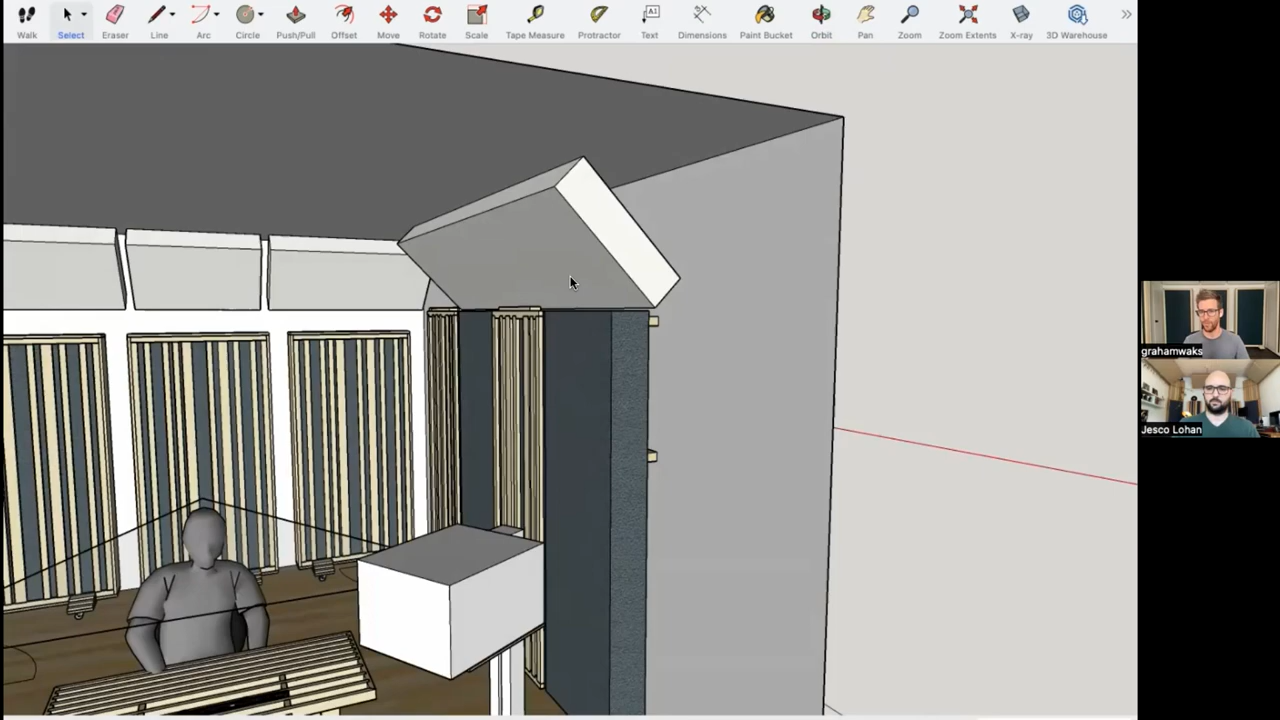 Walk Select Eraser Line Arc Circle Push/Pull Offset Move Rotate Scale Tape Measure Protractor Text Dimensions Paint Bucket Orbit Pan Zoom Zoom Extents X-ray 3D Warehouse
A1
grahamwaks
Jesco Lohan